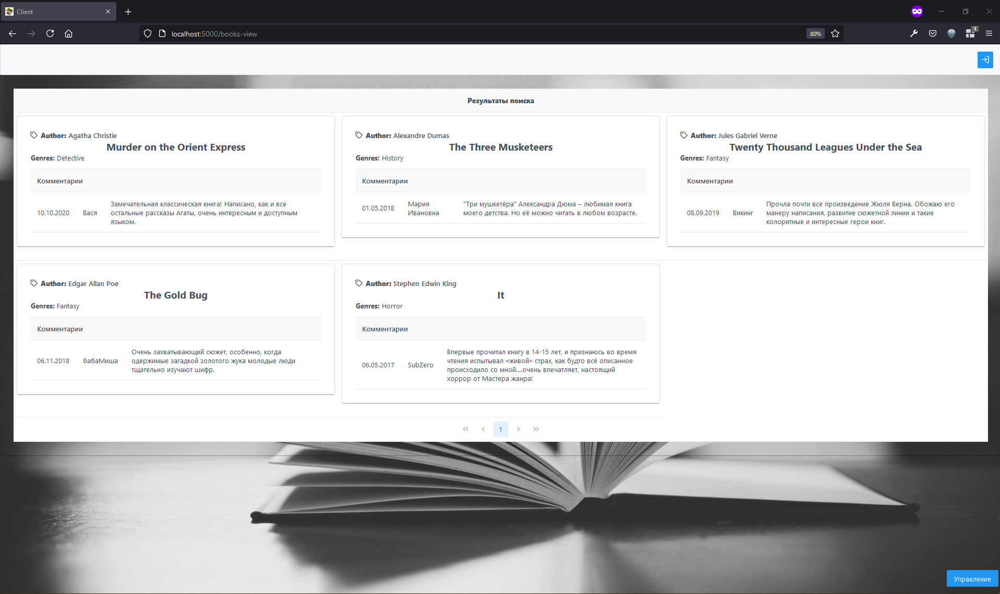 Client
localhost:5000/books-view
80%
1
Результаты поиска
Author: Agatha Christie
Murder on the Orient Express
Genres: Detective
Комментарии
10.10.2020 Вася Замечательная классическая книга! Написано, как и все
остальные рассказы Агаты, очень интересным и доступным
языком.
Author: Alexandre Dumas
The Three Musketeers
Genres: History
Комментарии
01.05.2018 Мария
Ивановна
"Три мушкетёра" Александра Дюма – любимая книга
моего детства. Но её можно читать в любом возрасте.
Author: Jules Gabriel Verne
Twenty Thousand Leagues Under the Sea
Genres: Fantasy
Комментарии
08.09.2019 Викинг Прочла почти все произведение Жюля Верна. Обожаю его
манеру написания, развитие сюжетной линии и такие
колоритные и интересные герои книг.
Author: Edgar Allan Poe
The Gold Bug
Genres: Fantasy
Комментарии
06.11.2018 бабаМиша Очень захватывающий сюжет, особенно, когда
одержимые загадкой золотого жука молодые люди
тщательно изучают шифр.
Author: Stephen Edwin King
It
Genres: Horror
Комментарии
06.05.2017 SubZero Впервые прочитал книгу в 14-15 лет, и признаюсь во время
чтения испытывал «живой» страх, как будто всё описанное
происходило со мной....очень впечатляет, настоящий
хоррор от Мастера жанра!
1
Управление